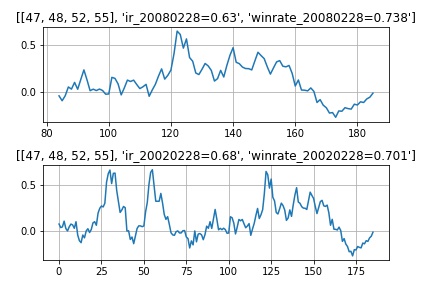 [[47, 48, 52, 55], 'ir_20080228=0.63', 'winrate_20080228=0.738']
0.5
0.0
80 100 120 140 160 180
[[47, 48, 52, 55], 'ir_20020228=0.68', 'winrate_20020228=0.701']
0.5
0.0
0 25 50 75 100 125 150 175